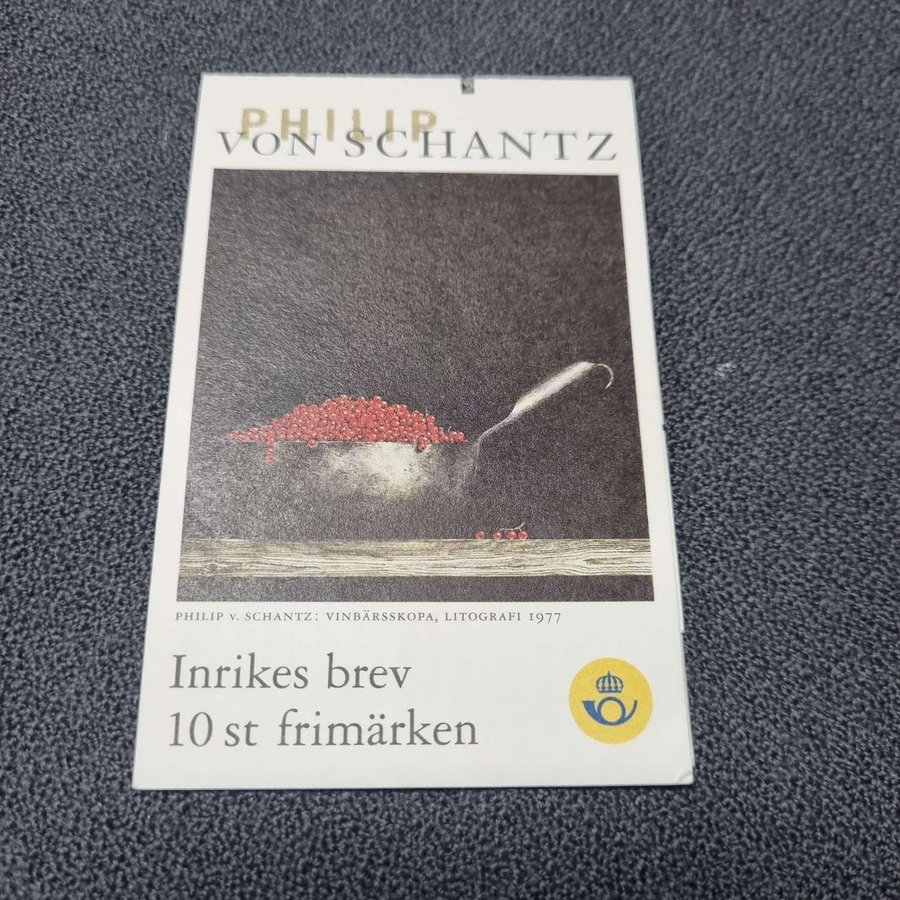 PHILIP
VON SCHANTZ
PHILIP v. SCHANTZ: VINBÄRSSKOPA, LITOGRAFI 1977
Inrikes brev
10 st frimärken